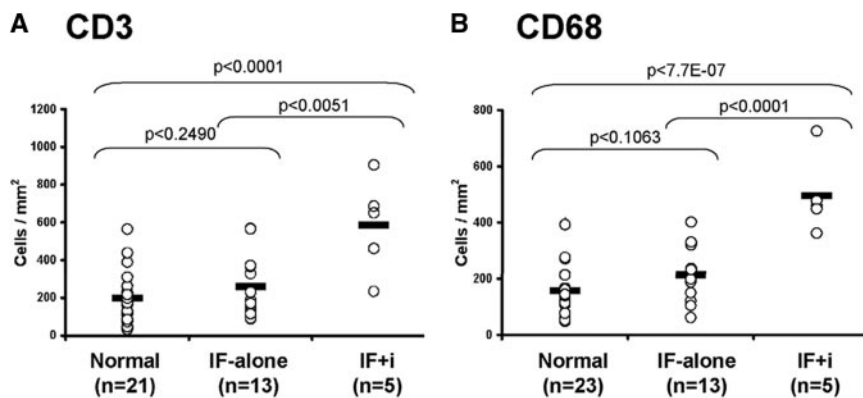 A CD3
p<0.0001
p<0.0051
p<0.2490
1200
1000
800
600
400
200
0
Cells / mm²
Normal IF-alone IF+i
(n=21) (n=13) (n=5)
B CD68
p<7.7E-07
p<0.0001
p<0.1063
800
600
400
200
0
Cells / mm²
Normal IF-alone IF+i
(n=23) (n=13) (n=5)